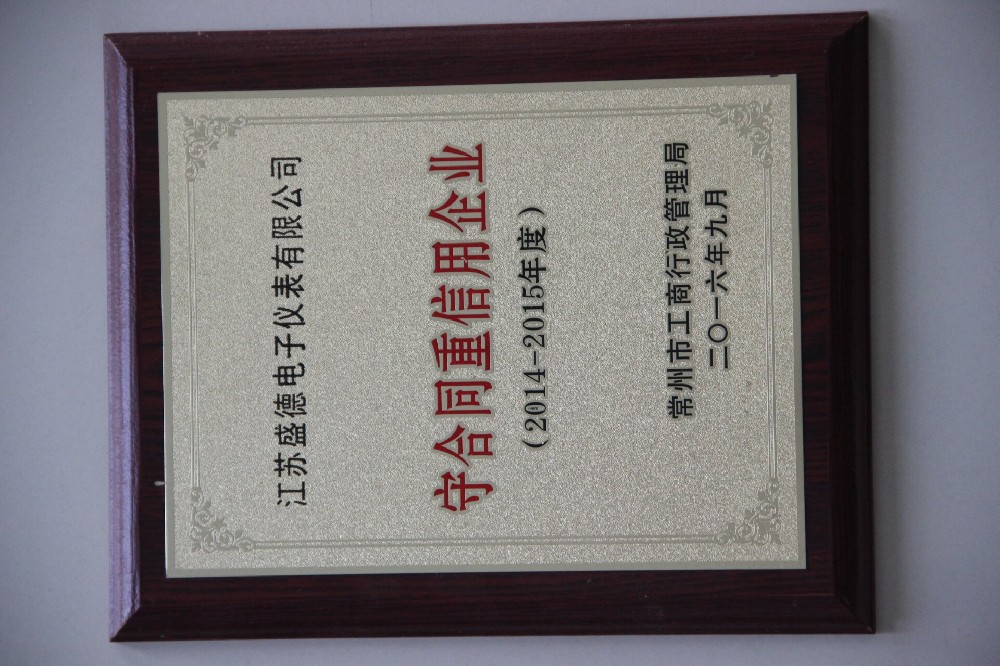 江苏盛德电子仪表有限公司
守合同重信用企业
（2014-2015年度）
常州市工商行政管理局
二〇一六年九月